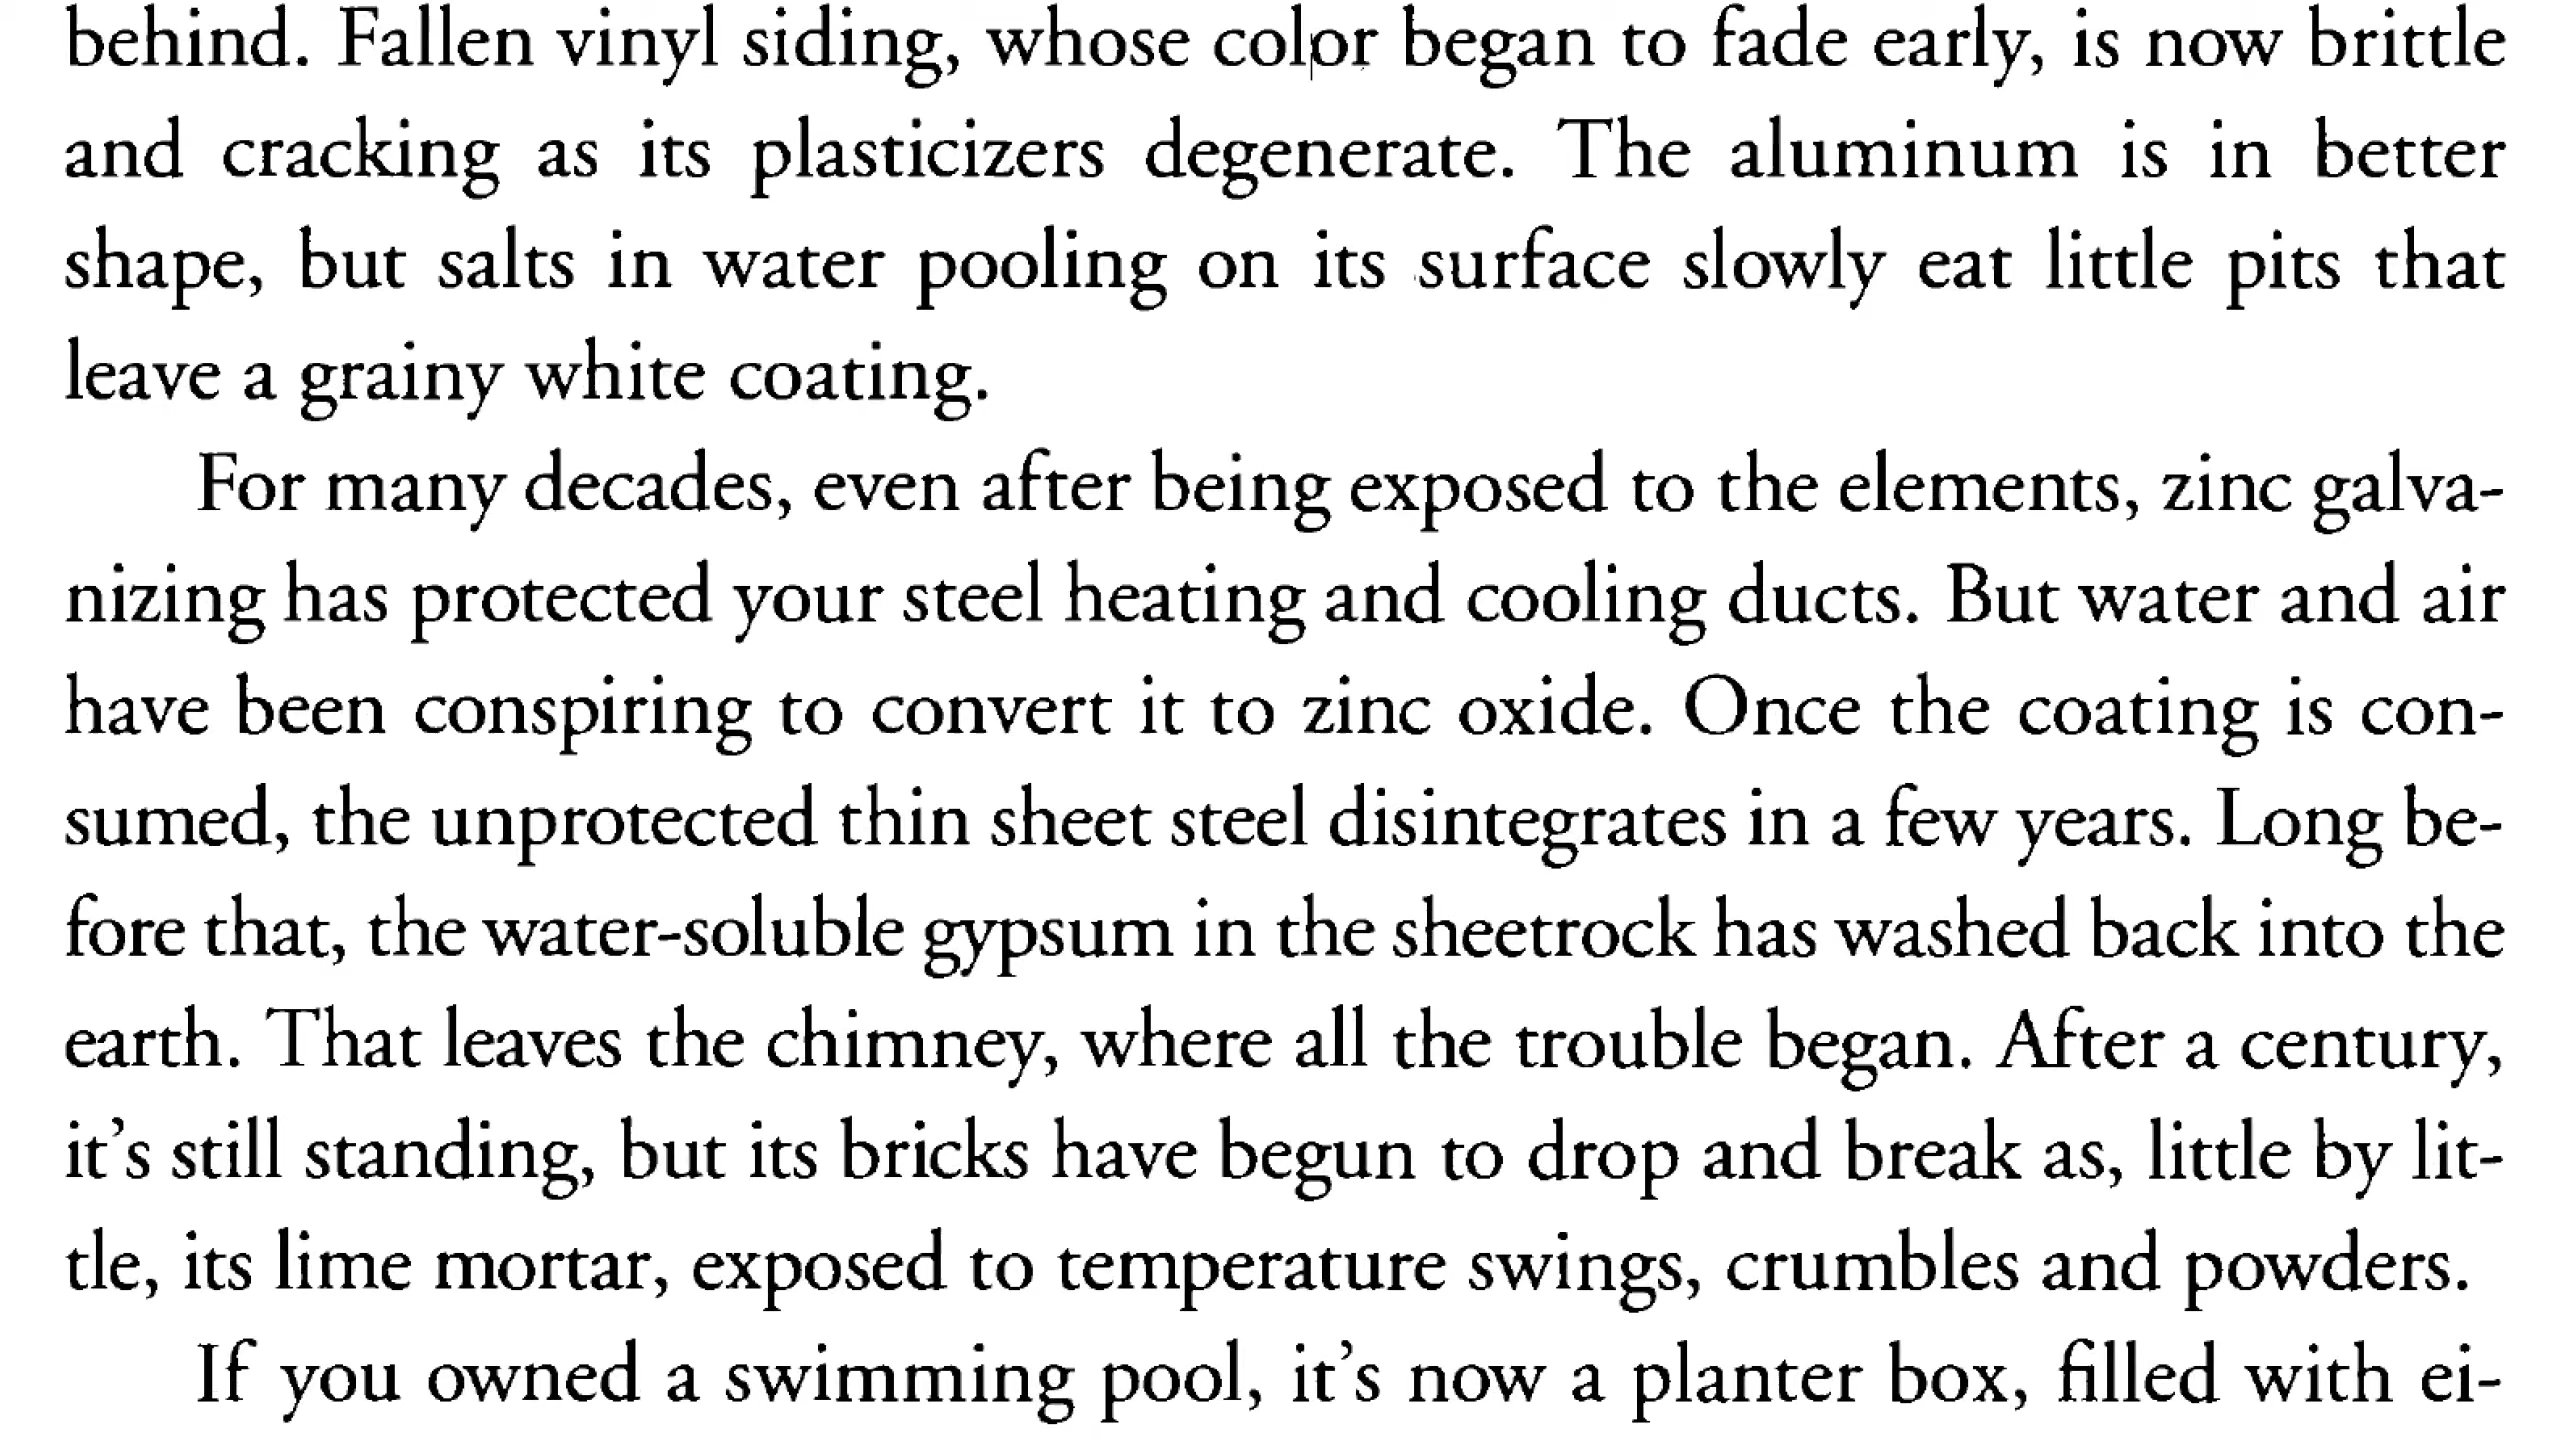 behind. Fallen vinyl siding, whose color began to fade early, is now brittle
and cracking as its plasticizers degenerate. The aluminum is in better
shape, but salts in water pooling on its surface slowly eat little pits that
leave a grainy white coating.
For many decades, even after being exposed to the elements, zinc galva-
nizing has protected your steel heating and cooling ducts. But water and air
have been conspiring to convert it to zinc oxide. Once the coating is con-
sumed, the unprotected thin sheet steel disintegrates in a few years. Long be-
fore that, the water-soluble gypsum in the sheetrock has washed back into the
earth. That leaves the chimney, where all the trouble began. After a century,
it's still standing, but its bricks have begun to drop and break as, little by lit-
tle, its lime mortar, exposed to temperature swings, crumbles and powders.
If you owned a swimming pool, it's now a planter box, filled with ei-